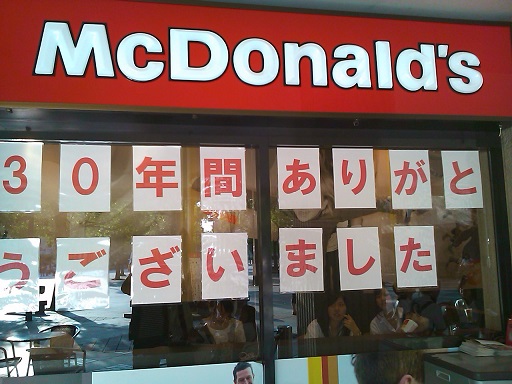 McDonald's
30年間ありがと
うございました